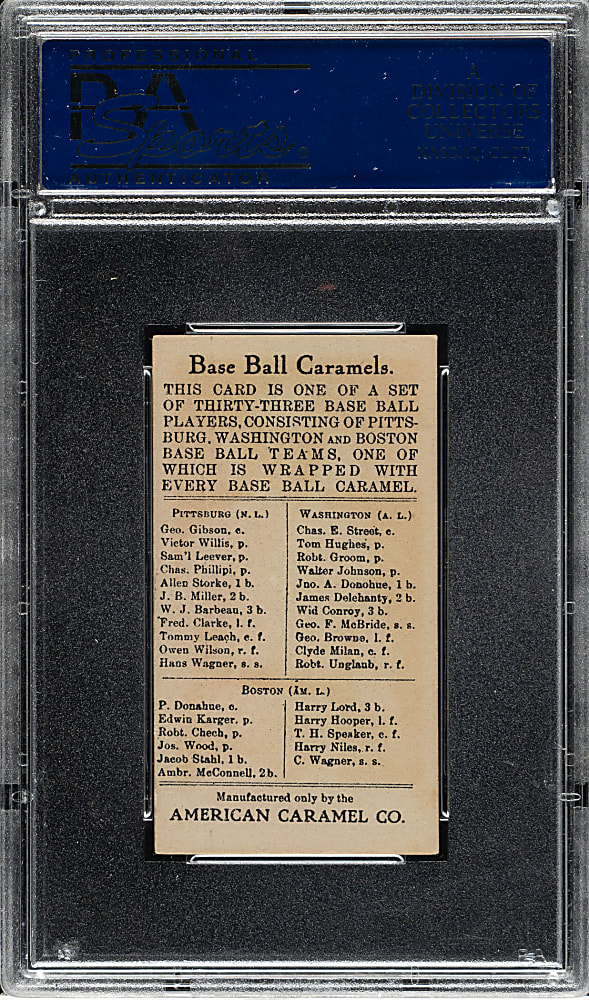 PROFESSIONAL
PSA
Sports
AUTHENTICATOR
A
DIVISION OF
COLLECTORS
UNIVERSE
NASDAQ: CLCT
Base Ball Caramels.
THIS CARD IS ONE OF A SET
OF THIRTY-THREE BASE BALL
PLAYERS, CONSISTING OF PITTS-
BURG, WASHINGTON AND BOSTON
BASE BALL TEAMS, ONE OF
WHICH IS WRAPPED WITH
EVERY BASE BALL CARAMEL.
PITTSBURG (N. L.)
Geo. Gibson, c.
Victor Willis, p.
Sam'l Leever, p.
Chas. Phillipi, p.
Allen Storke, 1 b.
J. B. Miller, 2 b.
W. J. Barbeau, 3 b.
Fred. Clarke, l. f.
Tommy Leach, c. f.
Owen Wilson, r. f.
Hans Wagner, s. s.
WASHINGTON (A. L.)
Chas. E. Street, c.
Tom Hughes, p.
Robt. Groom, p.
Walter Johnson, p.
Jno. A. Donohue, 1 b.
James Delehanty, 2 b.
Wid Conroy, 3 b.
Geo. F. McBride, s. s.
Geo. Browne, l. f.
Clyde Milan, c. f.
Robt. Unglaub, r. f.
BOSTON (AM. L.)
P. Donahue, c.
Edwin Karger. p.
Robt. Chech, p.
Jos. Wood, p.
Jacob Stahl, 1 b.
Ambr. McConnell, 2 b.
Harry Lord, 3 b.
Harry Hooper, l. f.
T. H. Speaker, c. f.
Harry Niles, r. f.
C. Wagner, s. s.
Manufactured only by the
AMERICAN CARAMEL CO.
PSA